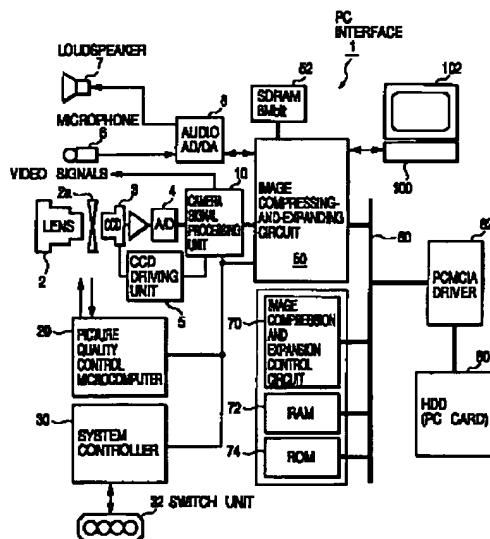 PC
INTERFACE
1
LOUDSPEAKER
7
52
SDRAM
8Mbit
102
MICROPHONE
6
8
AUDIO
AD/DA
100
VIDEO SIGNALS
2a
3
4
10
LENS
CCD
A/D
CAMERA
SIGNAL
PROCESSING
UNIT
IMAGE
COMPRESSING-
AND-EXPANDING
CIRCUIT
50
60
2
CCD
DRIVING
UNIT
5
82
PCMCIA
DRIVER
20
PICTURE
QUALITY
CONTROL
MICROCOMPUTER
70
IMAGE
COMPRESSION
AND
EXPANSION
CONTROL
CIRCUIT
80
HDD
(PC CARD)
30
SYSTEM
CONTROLLER
72
RAM
74
ROM
32 SWITCH UNIT